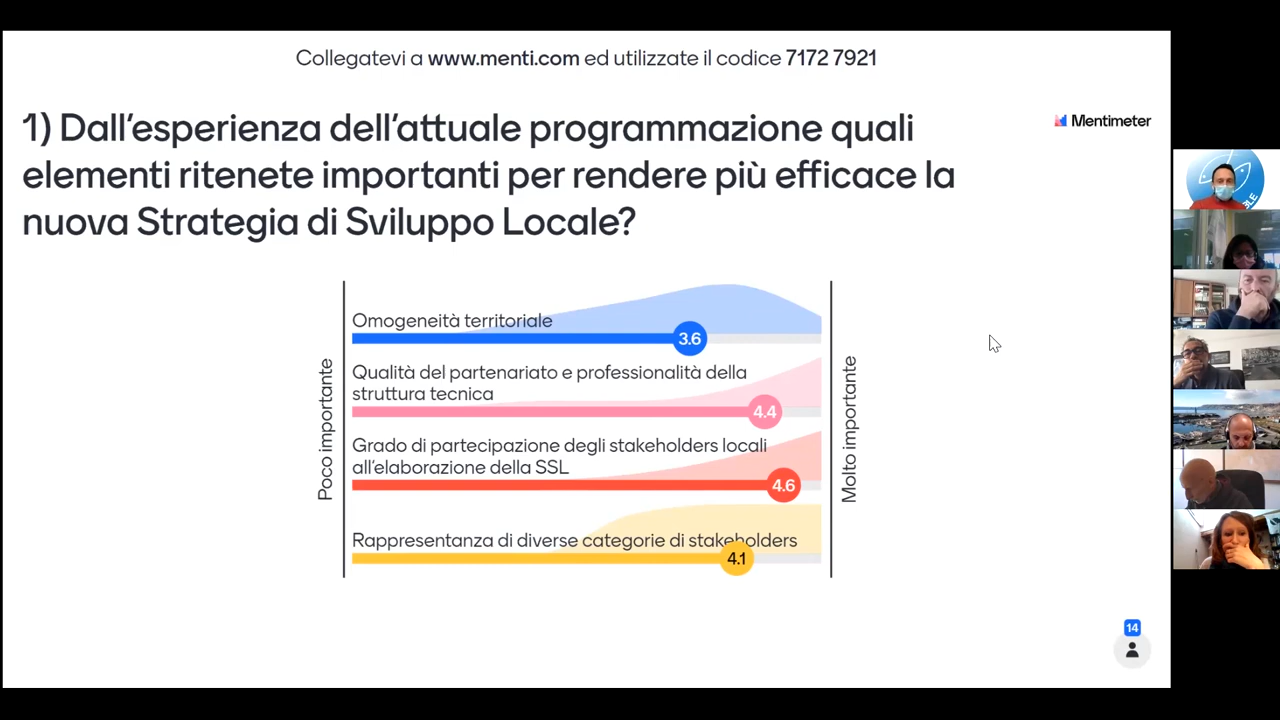 Collegatevi a www.menti.com ed utilizzate il codice 7172 7921
1) Dall'esperienza dell'attuale programmazione quali
elementi ritenete importanti per rendere più efficace la
nuova Strategia di Sviluppo Locale?
Mentimeter
Poco importante
Omogeneità territoriale
3.6
Qualità del partenariato e professionalità della
struttura tecnica
4.4
Grado di partecipazione degli stakeholders locali
all'elaborazione della SSL
4.6
Rappresentanza di diverse categorie di stakeholders
4.1
Molto importante
14